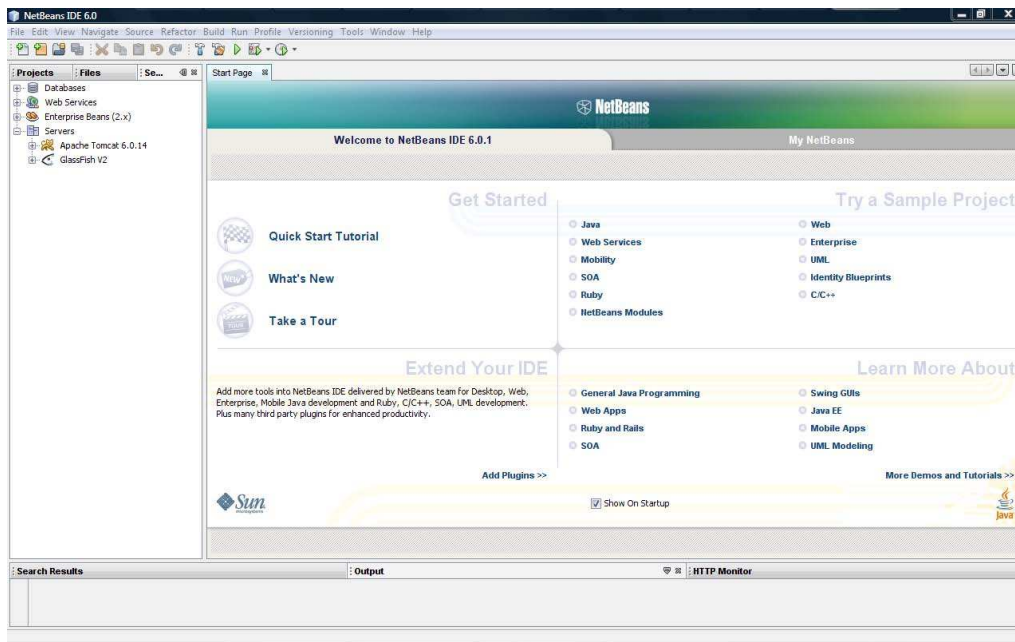 NetBeans IDE 6.0
File Edit View Navigate Source Refactor Build Run Profile Versioning Tools Window Help
Projects Files Se... Start Page
Databases
Web Services
Enterprise Beans (2.x)
Servers
Apache Tomcat 6.0.14
GlassFish V2
NetBeans
Welcome to NetBeans IDE 6.0.1 My NetBeans
Get Started
Quick Start Tutorial
What's New
Take a Tour
Try a Sample Project
Java
Web Services
Mobility
SOA
Ruby
NetBeans Modules
Web
Enterprise
UML
Identity Blueprints
C/C++
Extend Your IDE
Add more tools into NetBeans IDE delivered by NetBeans team for Desktop, Web,
Enterprise, Mobile Java development and Ruby, C/C++, SOA, UML development.
Plus many third party plugins for enhanced productivity.
Add Plugins >>
Learn More About
General Java Programming
Web Apps
Ruby and Rails
SOA
Swing GUIs
Java EE
Mobile Apps
UML Modeling
More Demos and Tutorials >>
Sun
microsystems
Show On Startup
Java
Search Results Output HTTP Monitor